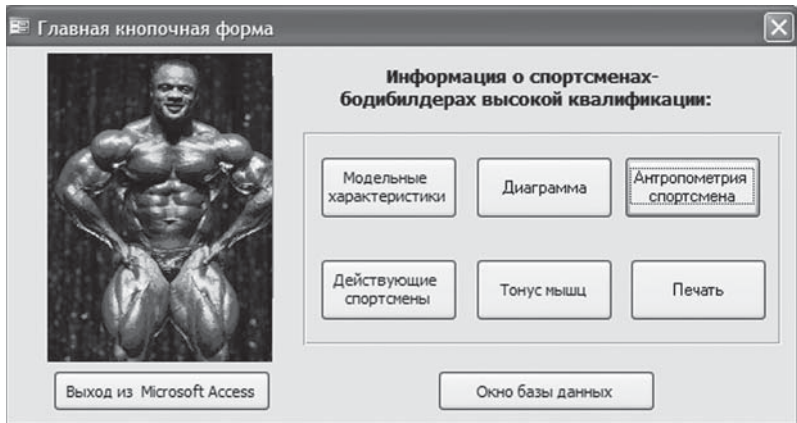 Главная кнопочная форма
Информация о спортсменах-
бодибилдерах высокой квалификации:
Модельные
характеристики
Диаграмма
Антропометрия
спортсмена
Действующие
спортсмены
Тонус мышц
Печать
Выход из Microsoft Access
Окно базы данных